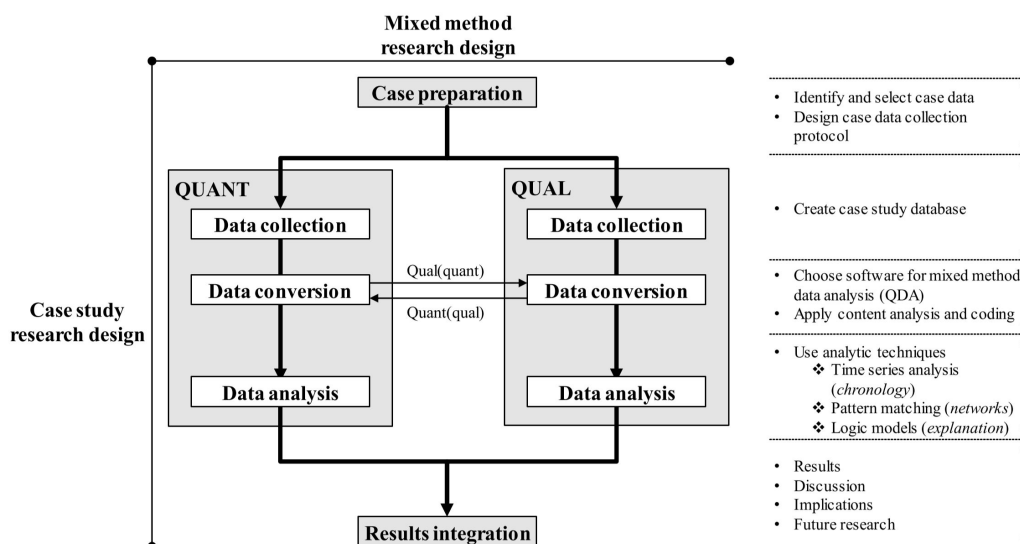 Mixed method
research design
Case preparation
• Identify and select case data
• Design case data collection
protocol
QUANT
QUAL
Data collection
Data collection
• Create case study database
Qual(quant)
Data conversion
Data conversion
Quant(qual)
• Choose software for mixed method
data analysis (QDA)
• Apply content analysis and coding
Case study
research design
Data analysis
Data analysis
• Use analytic techniques
❖ Time series analysis
(chronology)
❖ Pattern matching (networks)
❖ Logic models (explanation)
Results integration
• Results
• Discussion
• Implications
• Future research